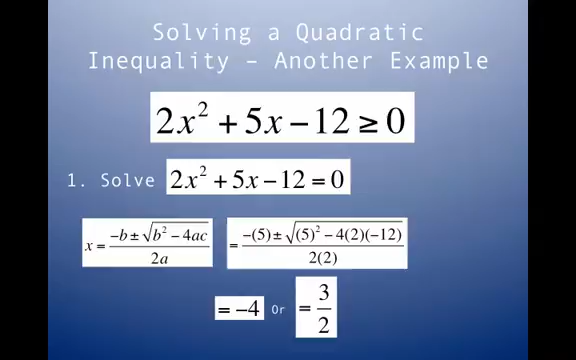 Solving a Quadratic
Inequality – Another Example
2x² + 5x − 12 ≥ 0
1. Solve 2x² + 5x − 12 = 0
x = (−b ± √(b² − 4ac)) / 2a = (−(5) ± √((5)² − 4(2)(−12))) / 2(2)
= −4 Or = 3/2